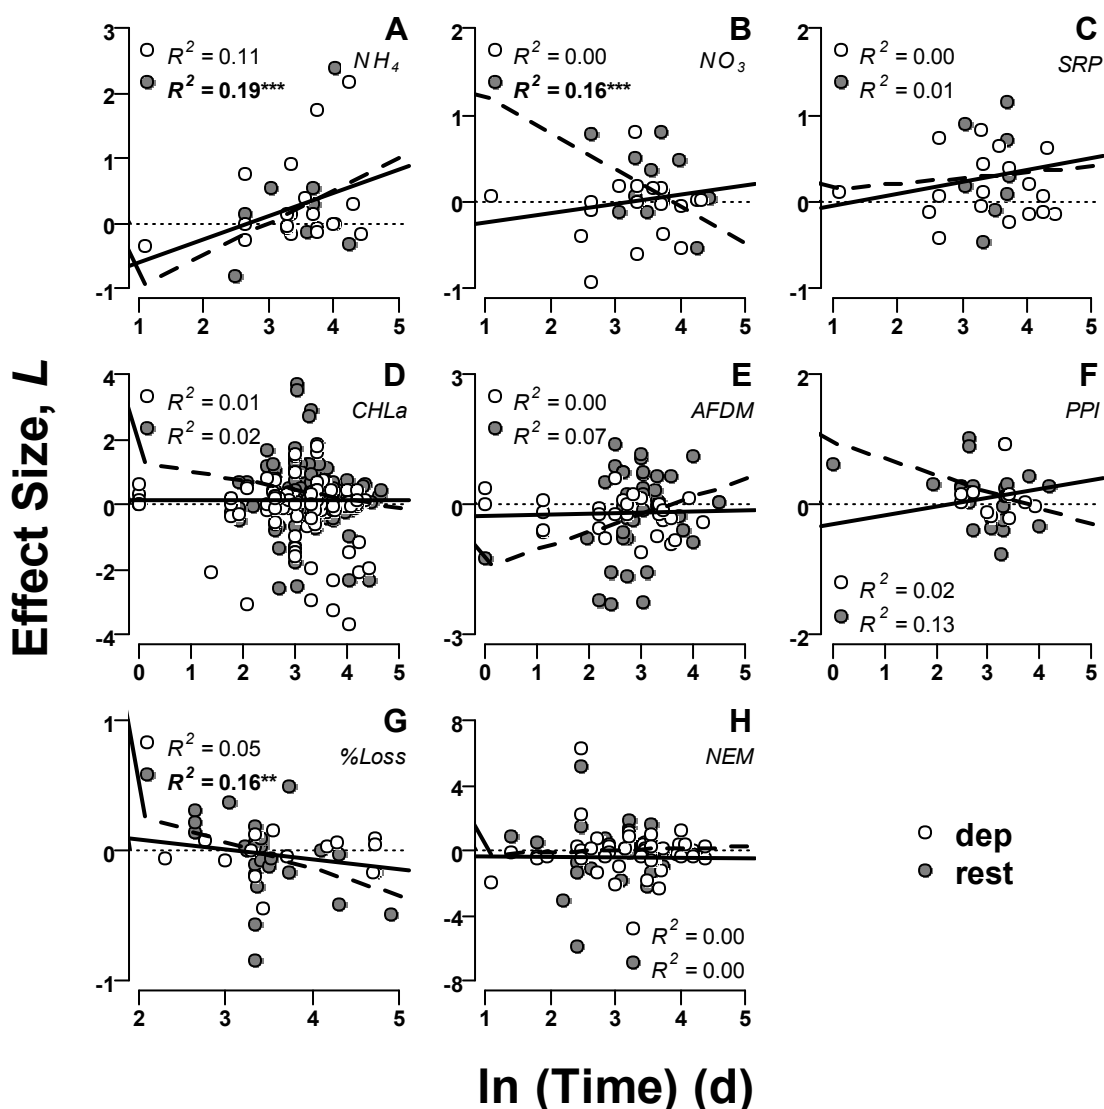 Effect Size, L
A
R² = 0.11
NH₄
R² = 0.19***
3
2
1
0
-1
1 2 3 4 5
B
R² = 0.00
NO₃
R² = 0.16***
2
1
0
-1
1 2 3 4 5
C
R² = 0.00
SRP
R² = 0.01
2
1
0
-1
1 2 3 4 5
D
R² = 0.01
CHLa
R² = 0.02
4
2
0
-2
-4
0 1 2 3 4 5
E
R² = 0.00
AFDM
R² = 0.07
3
0
-3
0 1 2 3 4 5
F
PPI
R² = 0.02
R² = 0.13
2
0
-2
0 1 2 3 4 5
G
R² = 0.05
%Loss
R² = 0.16**
1
0
-1
2 3 4 5
H
NEM
R² = 0.00
R² = 0.00
8
4
0
-4
-8
1 2 3 4 5
dep
rest
ln (Time) (d)